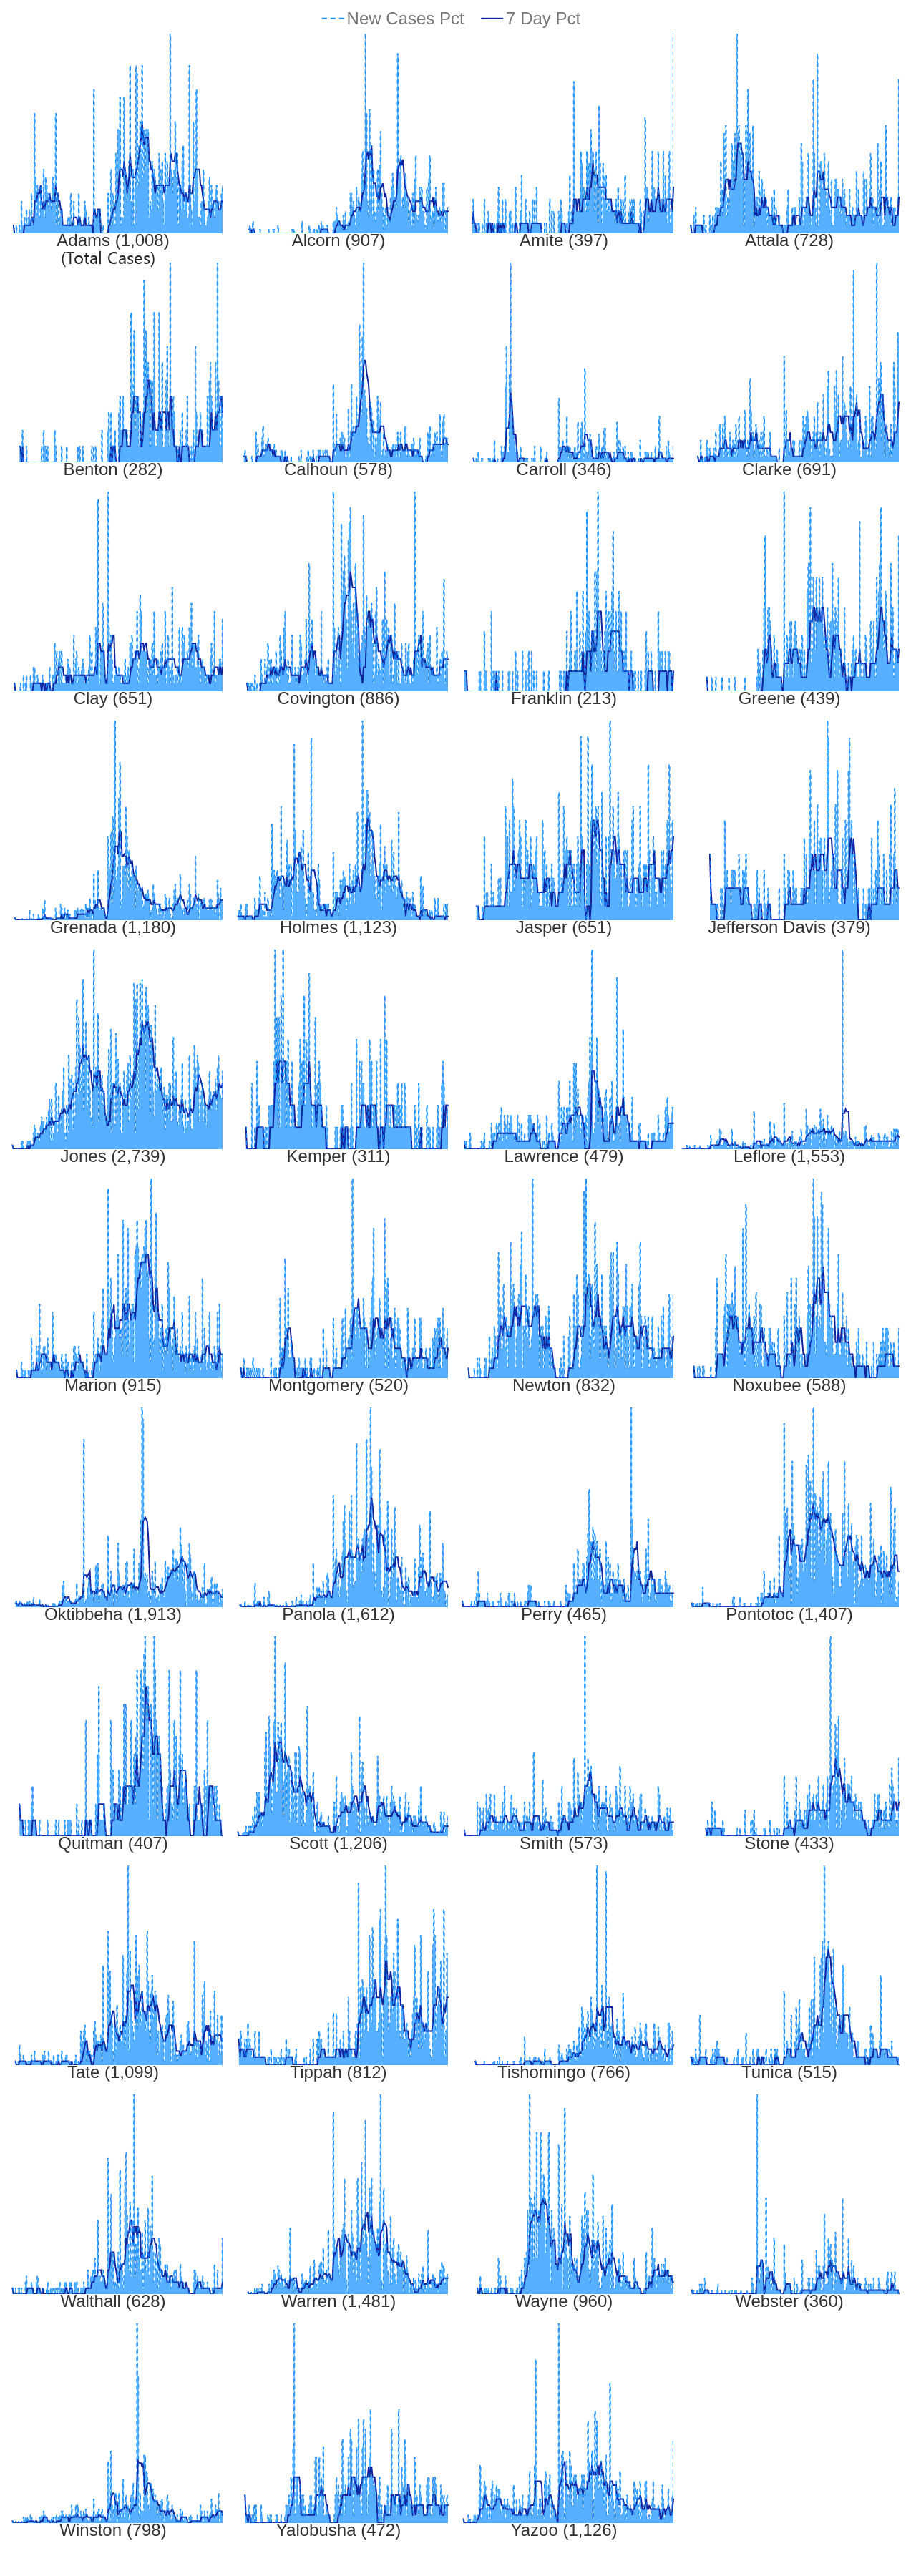 New Cases Pct 7 Day Pct
Adams (1,008) Alcorn (907) Amite (397) Attala (728)
(Total Cases)
Benton (282) Calhoun (578) Carroll (346) Clarke (691)
Clay (651) Covington (886) Franklin (213) Greene (439)
Grenada (1,180) Holmes (1,123) Jasper (651) Jefferson Davis (379)
Jones (2,739) Kemper (311) Lawrence (479) Leflore (1,553)
Marion (915) Montgomery (520) Newton (832) Noxubee (588)
Oktibbeha (1,913) Panola (1,612) Perry (465) Pontotoc (1,407)
Quitman (407) Scott (1,206) Smith (573) Stone (433)
Tate (1,099) Tippah (812) Tishomingo (766) Tunica (515)
Walthall (628) Warren (1,481) Wayne (960) Webster (360)
Winston (798) Yalobusha (472) Yazoo (1,126)